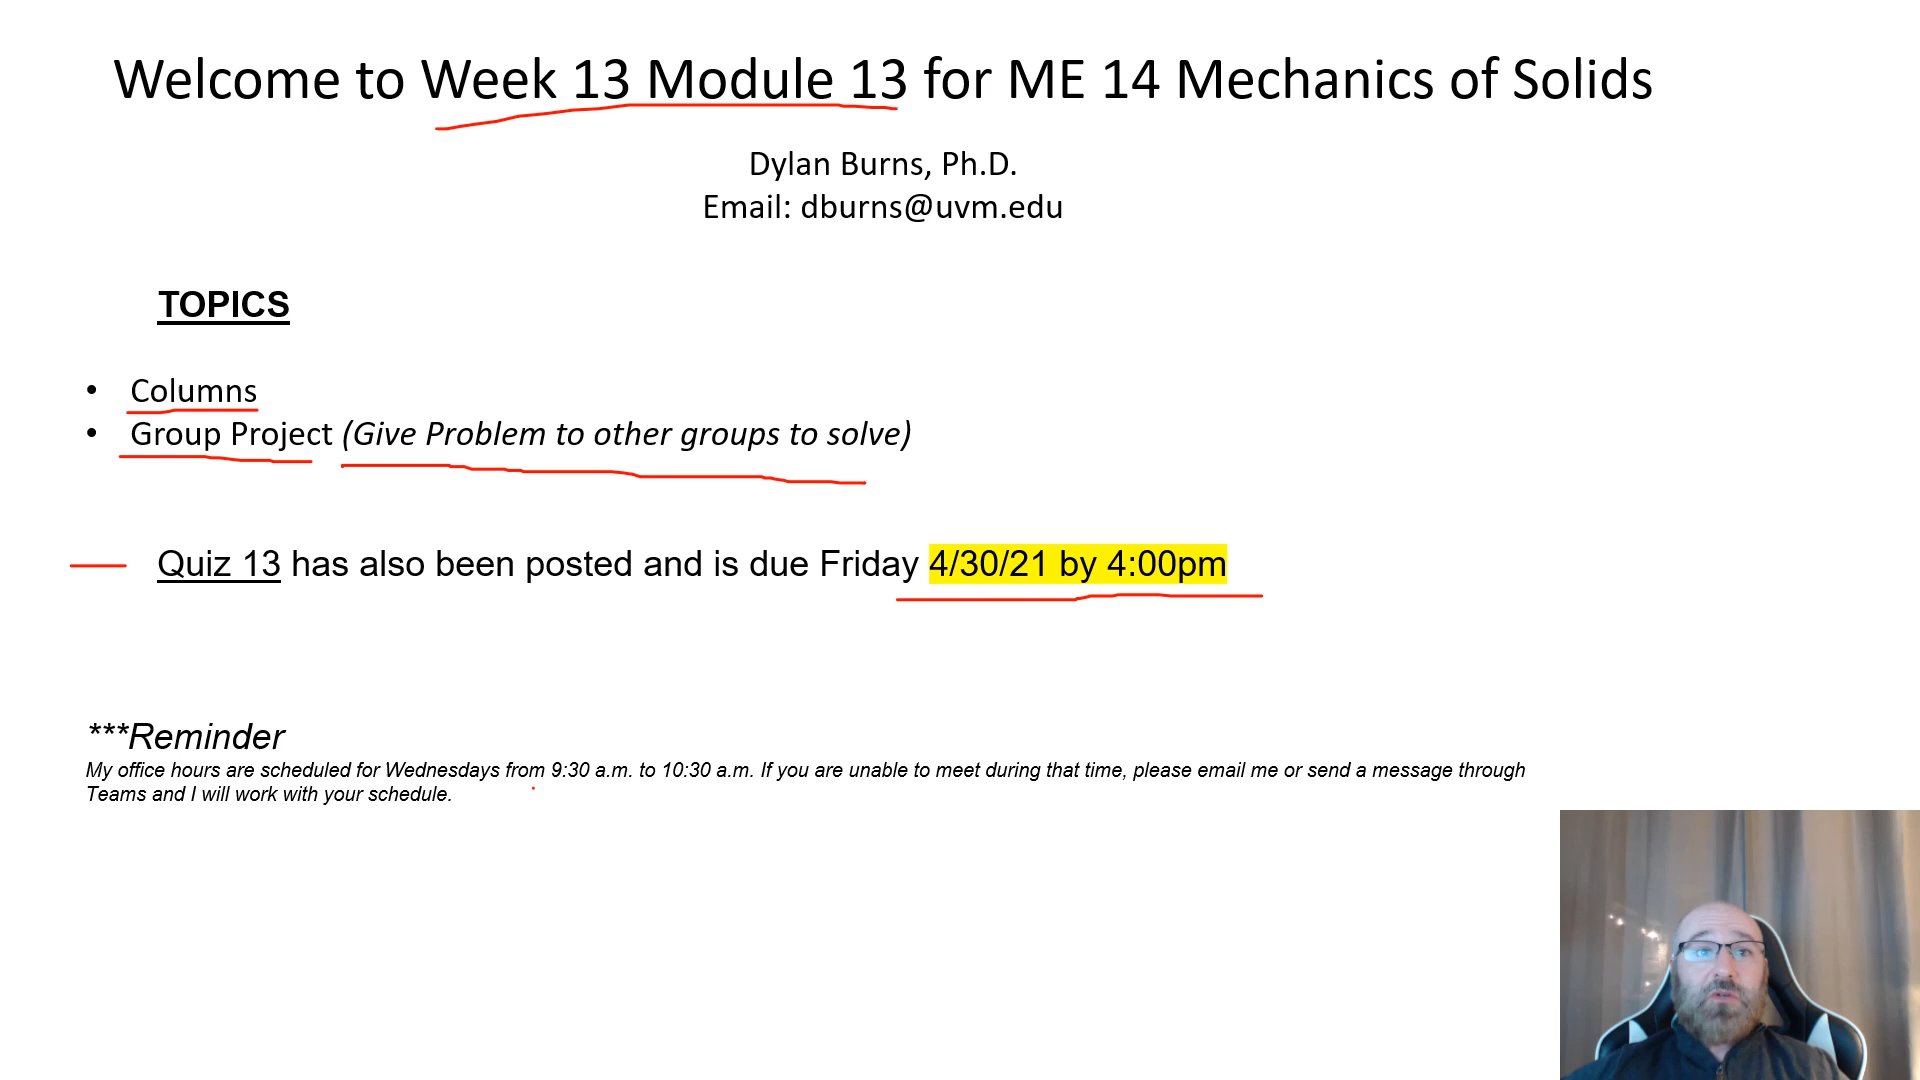 Welcome to Week 13 Module 13 for ME 14 Mechanics of Solids
Dylan Burns, Ph.D.
Email: dburns@uvm.edu
TOPICS
• Columns
• Group Project (Give Problem to other groups to solve)
Quiz 13 has also been posted and is due Friday 4/30/21 by 4:00pm
***Reminder
My office hours are scheduled for Wednesdays from 9:30 a.m. to 10:30 a.m. If you are unable to meet during that time, please email me or send a message through
Teams and I will work with your schedule.